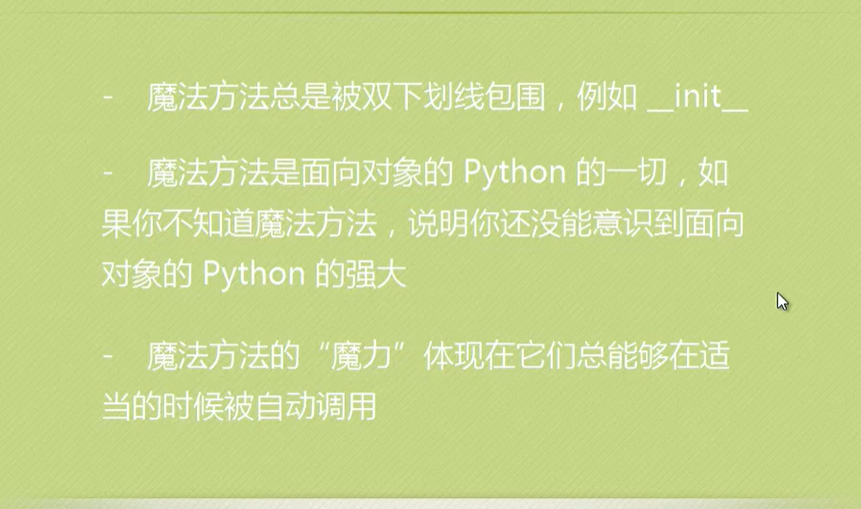 - 魔法方法总是被双下划线包围，例如 __init__
- 魔法方法是面向对象的 Python 的一切，如
果你不知道魔法方法，说明你还没能意识到面向
对象的 Python 的强大
- 魔法方法的“魔力”体现在它们总能够在适
当的时候被自动调用